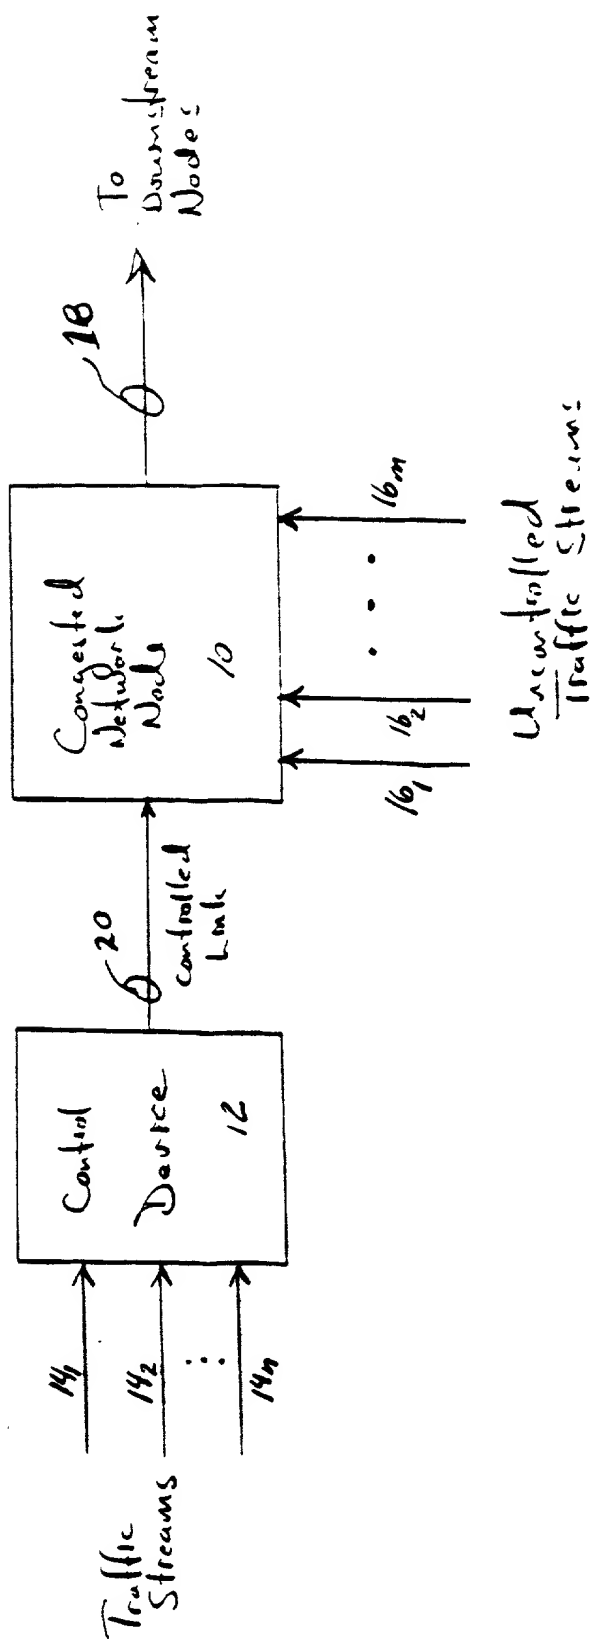 Traffic
Streams
14₁
14₂
14n
Control
Device
12
20
Controlled
Link
Congested
Network
Node
10
16₁
16₂
16m
Uncontrolled
Traffic Streams
18
To
Downstream
Nodes